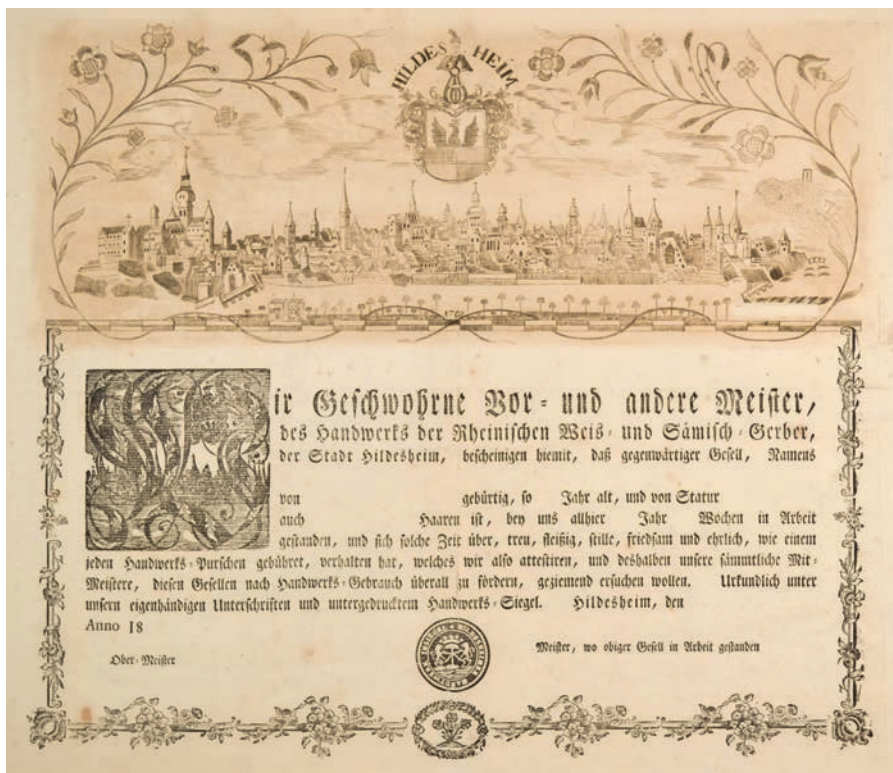 HILDESHEIM
1761
Wir Geschwohrne Vor- und andere Meister,
des Handwerks der Rheinischen Weis- und Sämisch-Gerber,
der Stadt Hildesheim, bescheinigen hiemit, daß gegenwärtiger Gesell, Namens
von gebürtig, so Jahr alt, und von Statur
auch Haaren ist, bey uns allhier Jahr Wochen in Arbeit
gestanden, und sich solche Zeit über, treu, fleißig, stille, friedsam und ehrlich, wie einem
jeden Handwerks-Purschen gebühret, verhalten hat, welches wir also attestiren, und deshalben unsere sämmtliche Mit-
Meistere, diesen Gesellen nach Handwerks-Gebrauch überall zu fördern, geziemend ersuchen wollen. Urkundlich unter
unsern eigenhändigen Unterschriften und untergedrucktem Handwerks-Siegel. Hildesheim, den
Anno 18
Ober-Meister
Meister, wo obiger Gesell in Arbeit gestanden